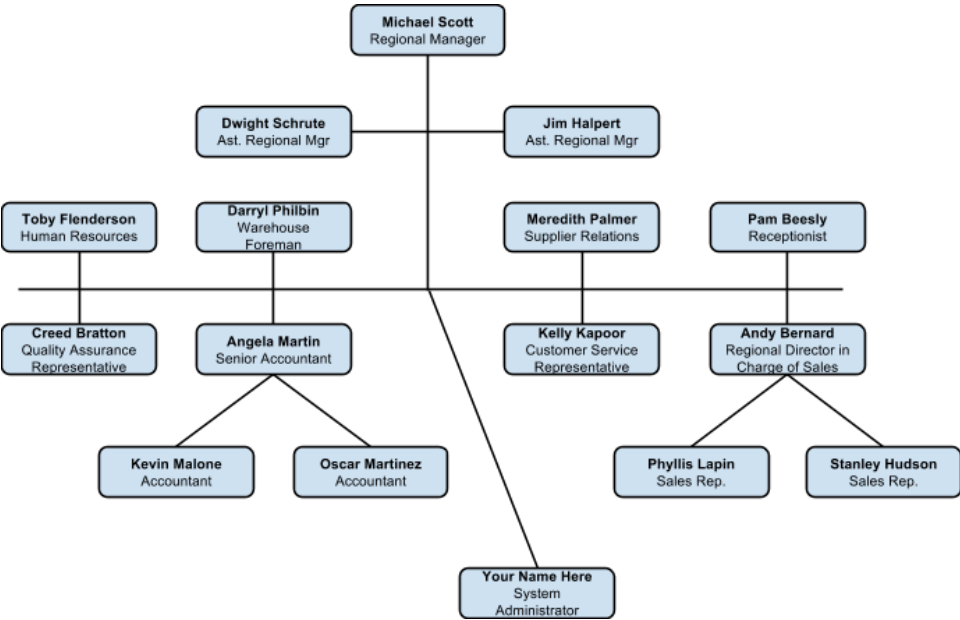 Michael Scott
Regional Manager
Dwight Schrute
Ast. Regional Mgr
Jim Halpert
Ast. Regional Mgr
Toby Flenderson
Human Resources
Darryl Philbin
Warehouse
Foreman
Meredith Palmer
Supplier Relations
Pam Beesly
Receptionist
Creed Bratton
Quality Assurance
Representative
Angela Martin
Senior Accountant
Kelly Kapoor
Customer Service
Representative
Andy Bernard
Regional Director in
Charge of Sales
Kevin Malone
Accountant
Oscar Martinez
Accountant
Phyllis Lapin
Sales Rep.
Stanley Hudson
Sales Rep.
Your Name Here
System
Administrator